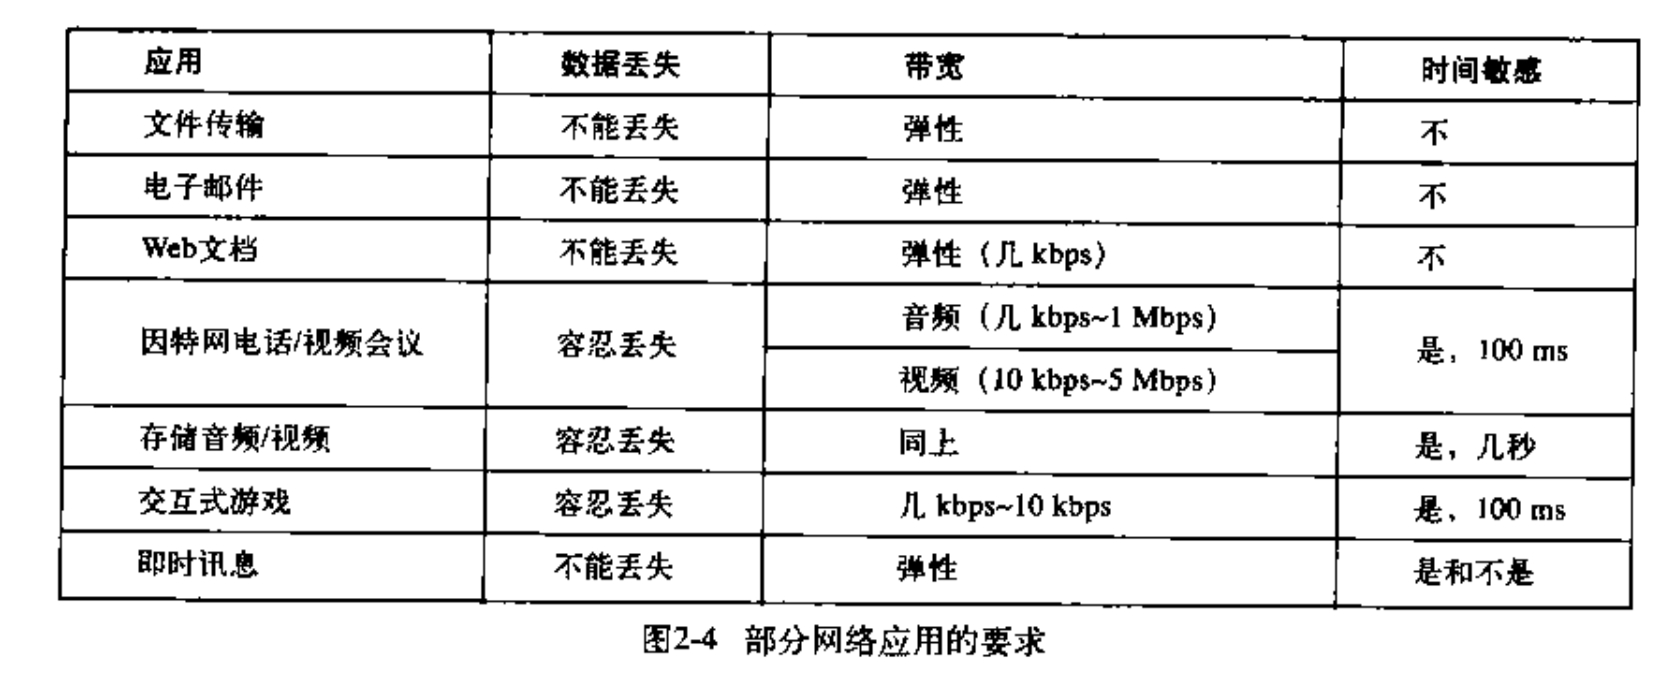 应用 数据丢失 带宽 时间敏感
文件传输 不能丢失 弹性 不
电子邮件 不能丢失 弹性 不
Web文档 不能丢失 弹性（几 kbps） 不
因特网电话/视频会议 容忍丢失 音频（几 kbps~1 Mbps） 是，100 ms
视频（10 kbps~5 Mbps）
存储音频/视频 容忍丢失 同上 是，几秒
交互式游戏 容忍丢失 几 kbps~10 kbps 是，100 ms
即时讯息 不能丢失 弹性 是和不是
图2-4 部分网络应用的要求